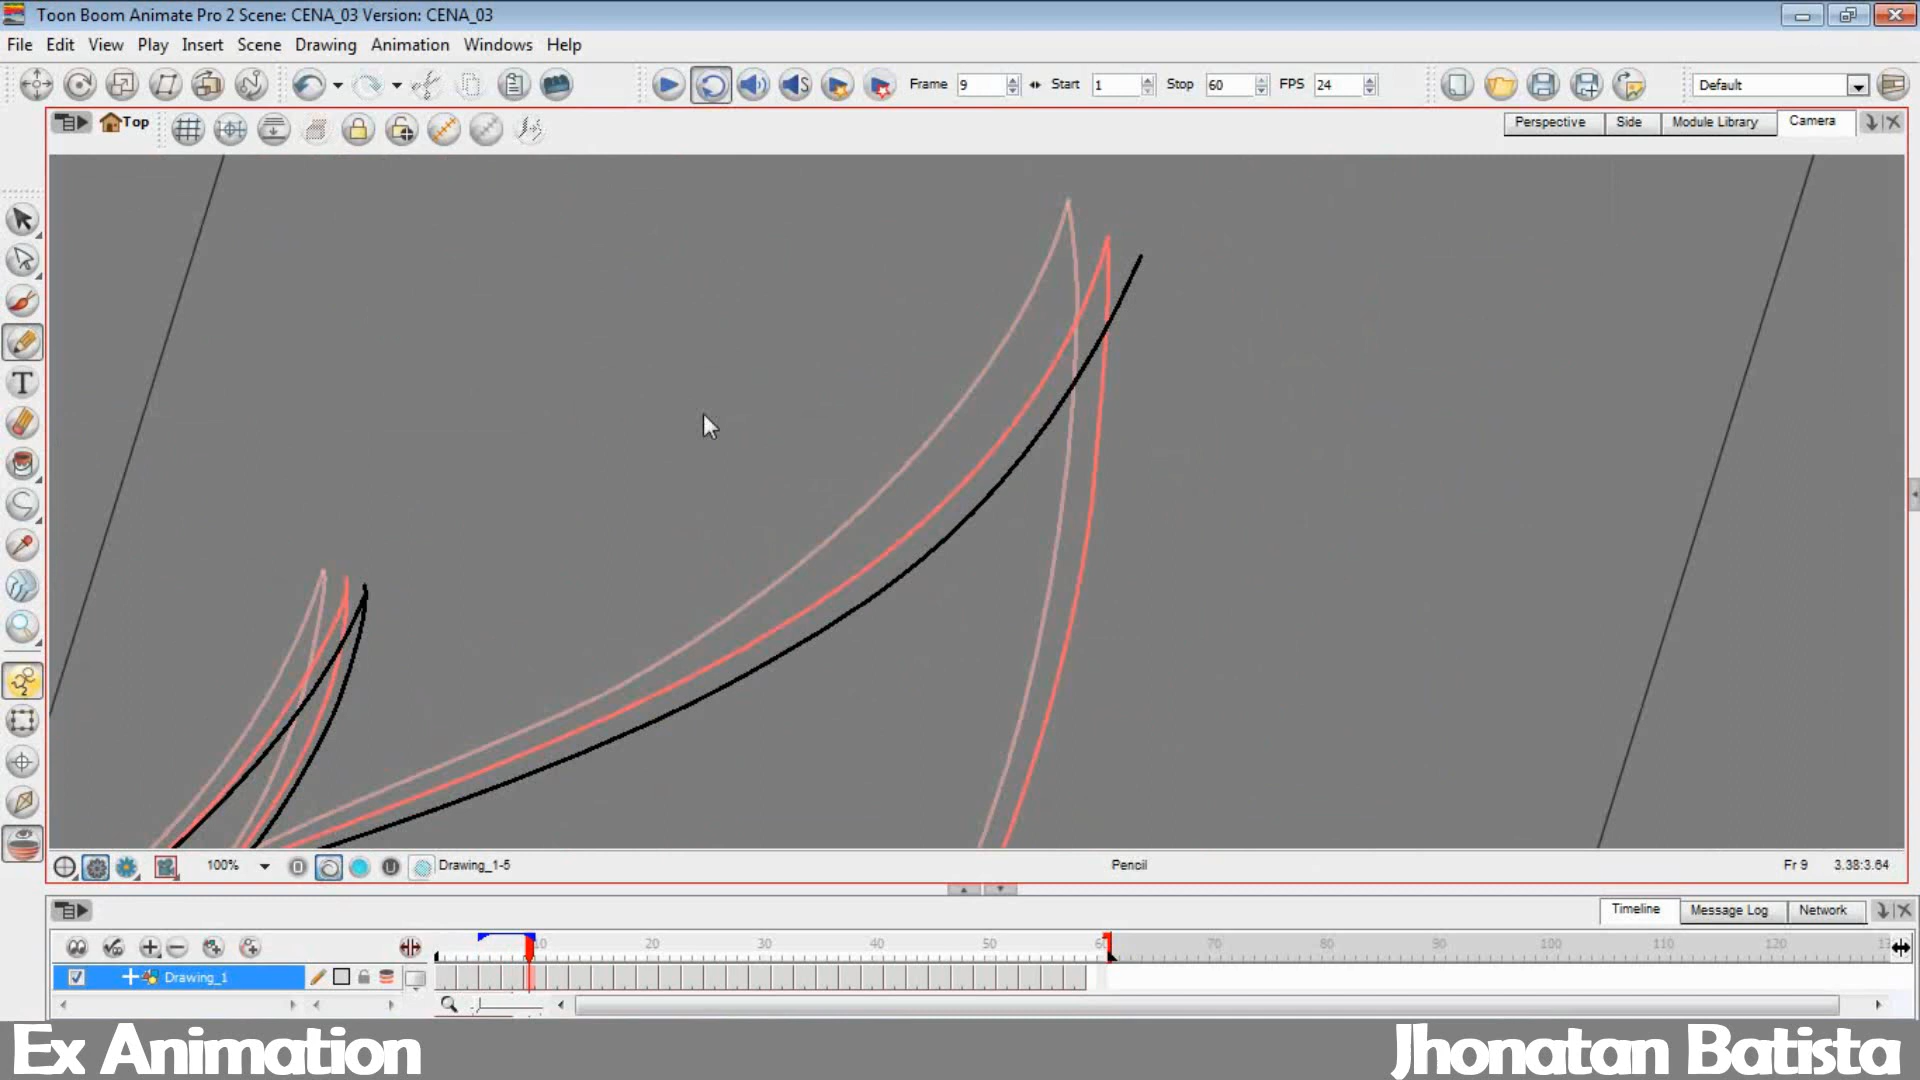 Toon Boom Animate Pro 2 Scene: CENA_03 Version: CENA_03
File Edit View Play Insert Scene Drawing Animation Windows Help
Frame 9 Start 1 Stop 60 FPS 24 Default
Top Perspective Side Module Library Camera
T
100% Drawing_1-5 Pencil Fr 9 3.38:3.64
Timeline Message Log Network
10 20 30 40 50 60 70 80 90 100 110 120
Drawing_1
Ex Animation Jhonatan Batista